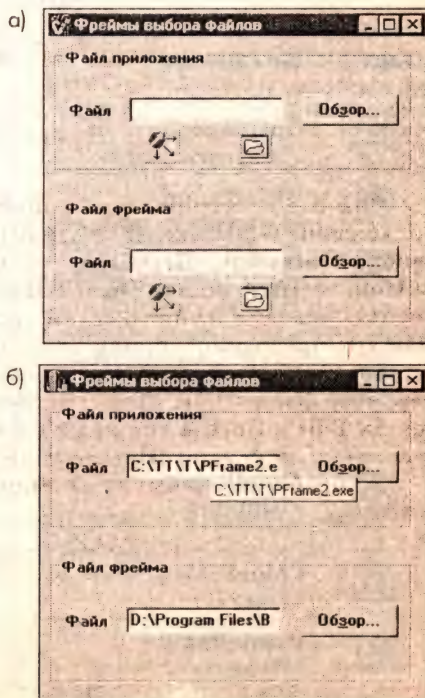 а)
Фреймы выбора файлов
Файл приложения
Файл
Обзор...
Файл фрейма
Файл
Обзор...
б)
Фреймы выбора файлов
Файл приложения
Файл C:\TT\T\PFrame2.e Обзор...
C:\TT\T\PFrame2.exe
Файл фрейма
Файл D:\Program Files\B Обзор...